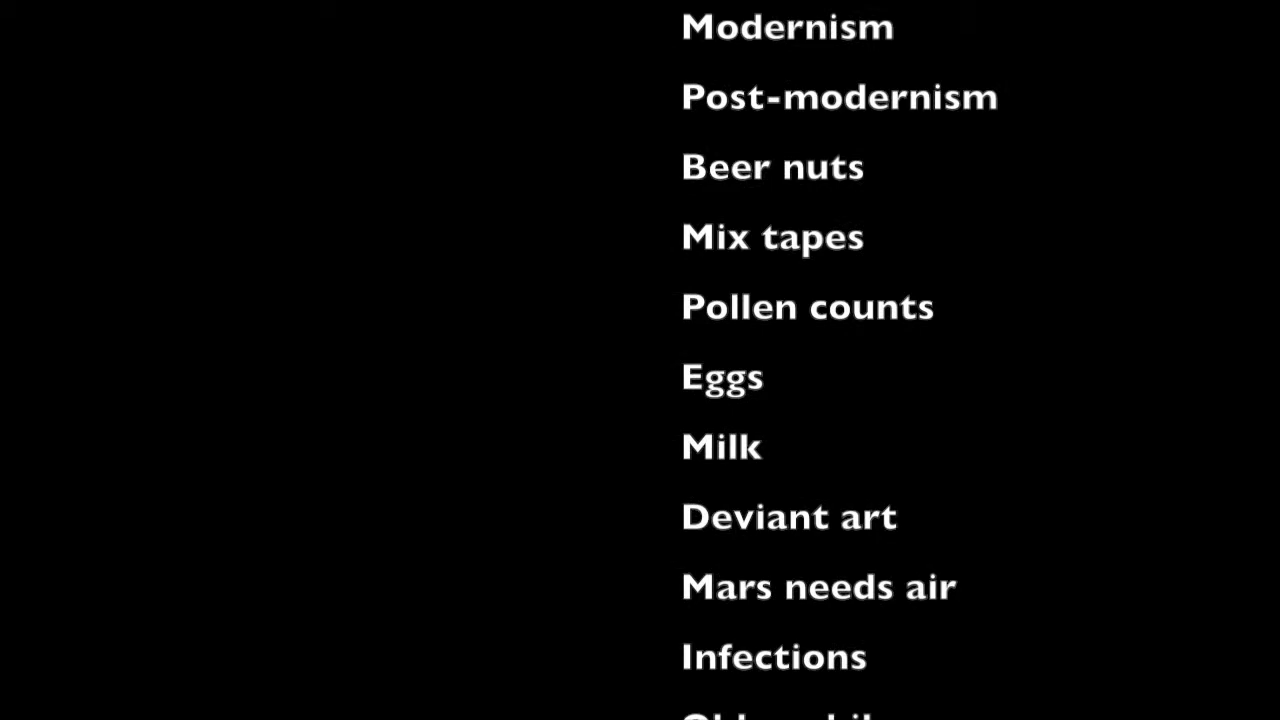 Modernism
Post-modernism
Beer nuts
Mix tapes
Pollen counts
Eggs
Milk
Deviant art
Mars needs air
Infections